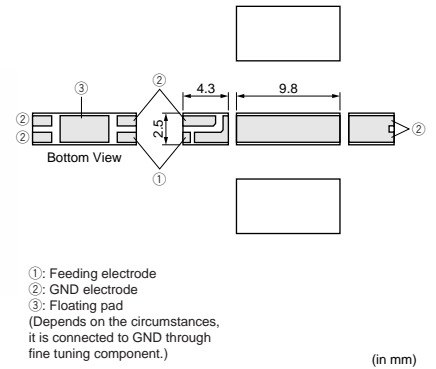 ③ ② 4.3 9.8
② 2.5 ②
②
Bottom View
①
①: Feeding electrode
②: GND electrode
③: Floating pad
(Depends on the circumstances,
it is connected to GND through
fine tuning component.)
(in mm)